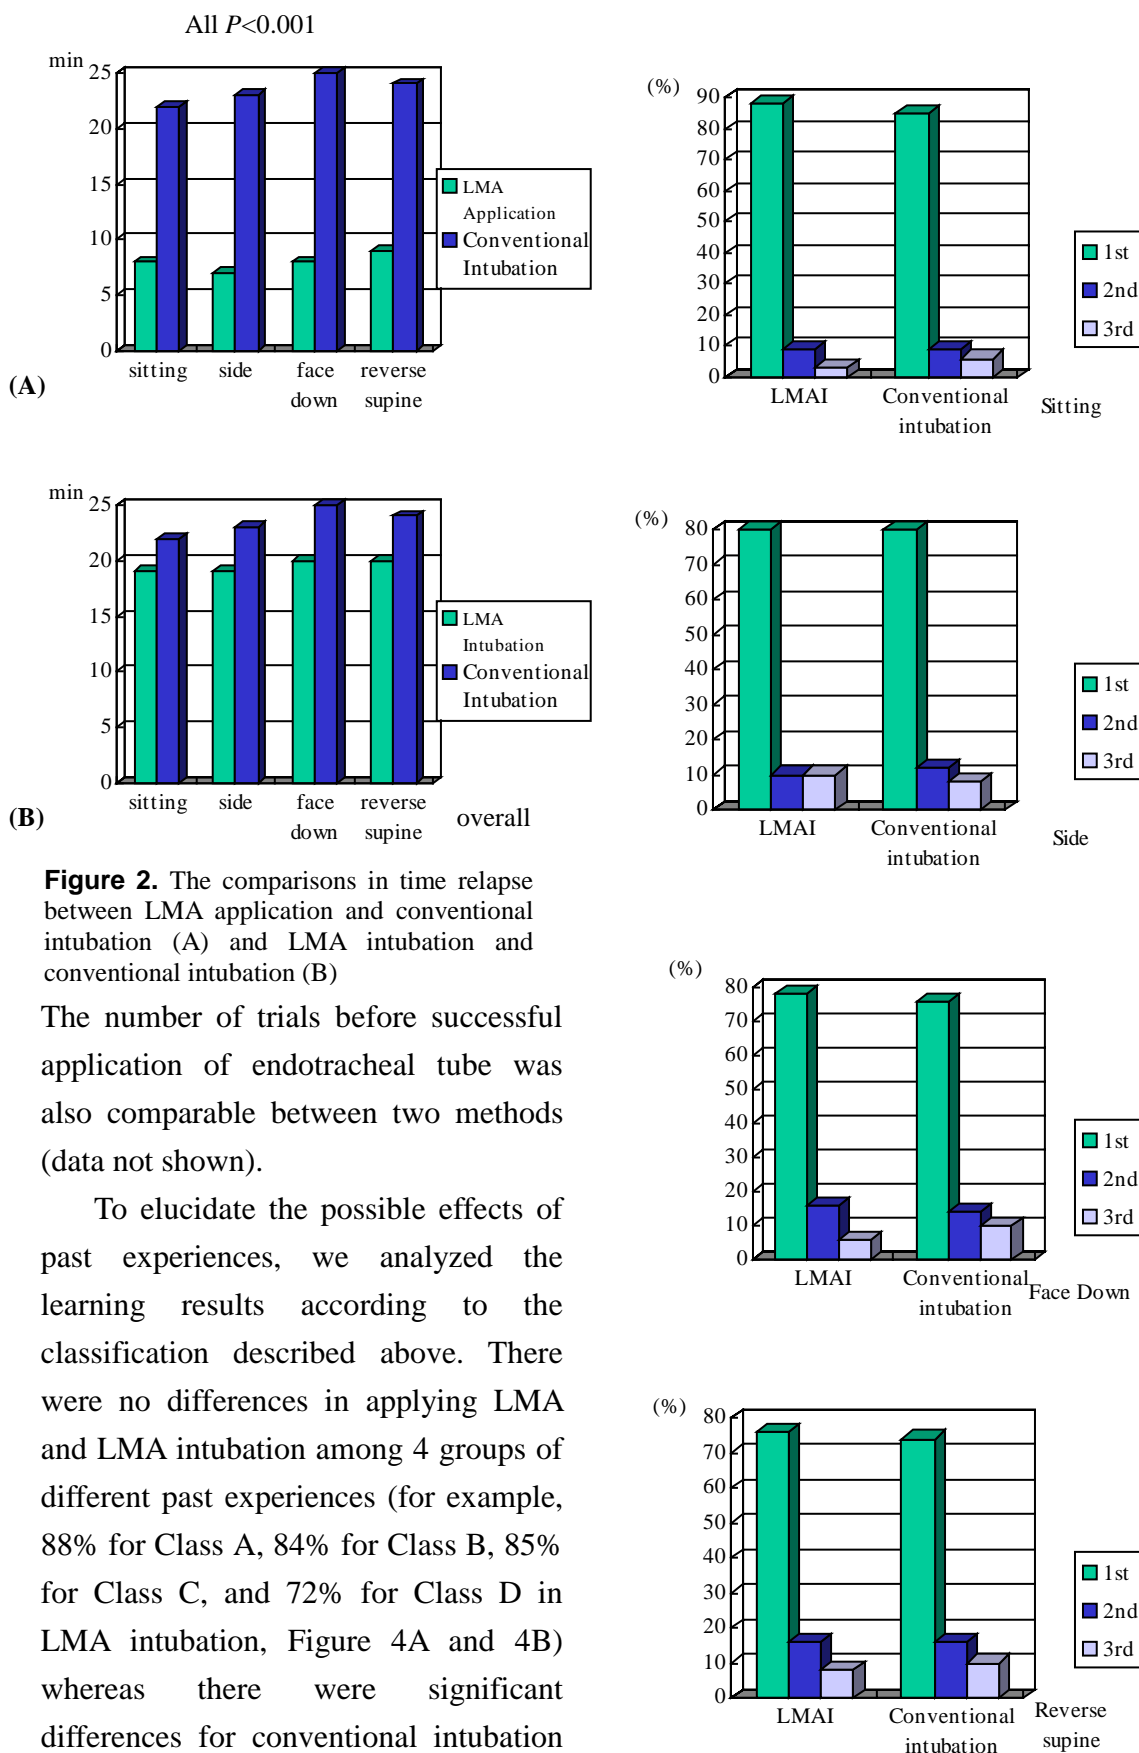 All P<0.001
min
25
20
15
10
5
0
sitting
side
face
down
reverse
supine
LMA
Application
Conventional
Intubation
(A)
min
25
20
15
10
5
0
sitting
side
face
down
reverse
supine
LMA
Intubation
Conventional
Intubation
(B)
overall
Figure 2. The comparisons in time relapse
between LMA application and conventional
intubation (A) and LMA intubation and
conventional intubation (B)
The number of trials before successful
application of endotracheal tube was
also comparable between two methods
(data not shown).
To elucidate the possible effects of
past experiences, we analyzed the
learning results according to the
classification described above. There
were no differences in applying LMA
and LMA intubation among 4 groups of
different past experiences (for example,
88% for Class A, 84% for Class B, 85%
for Class C, and 72% for Class D in
LMA intubation, Figure 4A and 4B)
whereas there were significant
differences for conventional intubation
(%)
90
80
70
60
50
40
30
20
10
0
LMAI
Conventional
intubation
Sitting
1st
2nd
3rd
(%)
80
70
60
50
40
30
20
10
0
LMAI
Conventional
intubation
Side
1st
2nd
3rd
(%)
80
70
60
50
40
30
20
10
0
LMAI
Conventional
intubation
Face Down
1st
2nd
3rd
(%)
80
70
60
50
40
30
20
10
0
LMAI
Conventional
intubation
Reverse
supine
1st
2nd
3rd